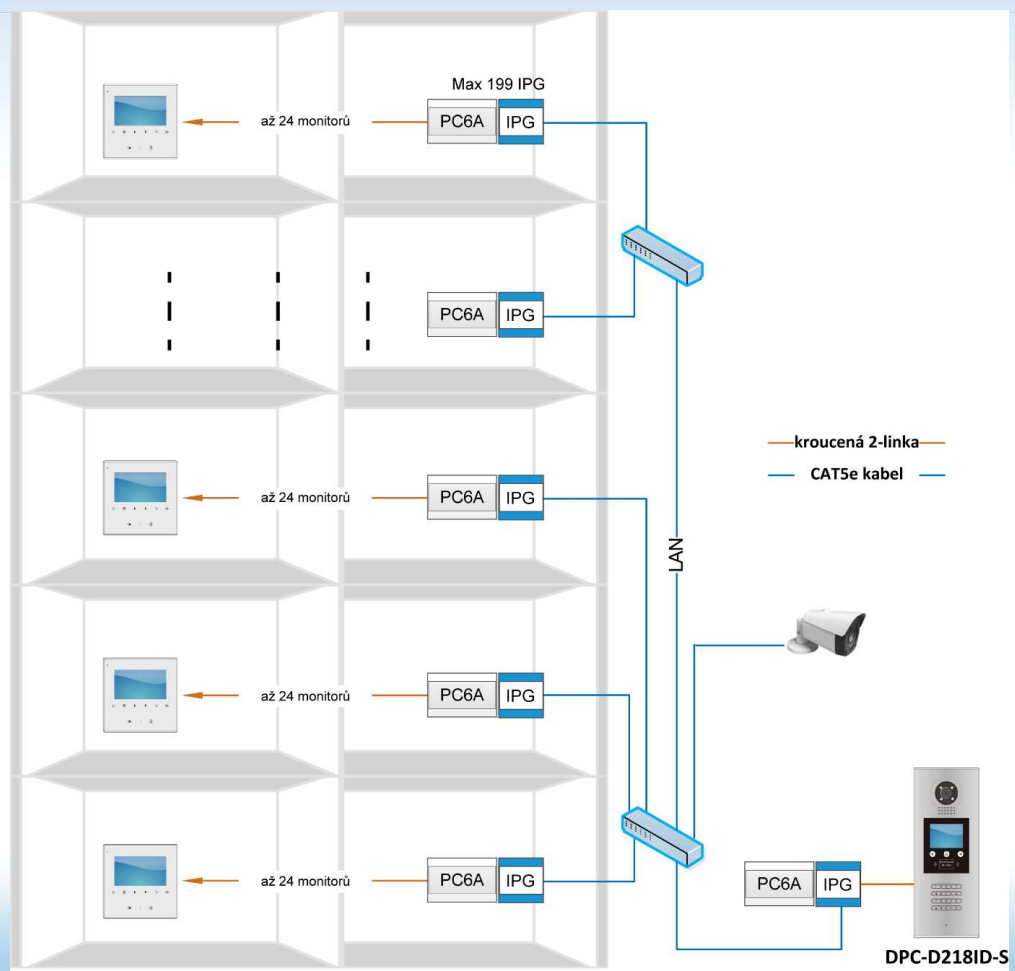 Max 199 IPG
až 24 monitorů
PC6A
IPG
PC6A
IPG
kroucená 2-linka
CAT5e kabel
až 24 monitorů
PC6A
IPG
LAN
až 24 monitorů
PC6A
IPG
až 24 monitorů
PC6A
IPG
PC6A
IPG
DPC-D218ID-S